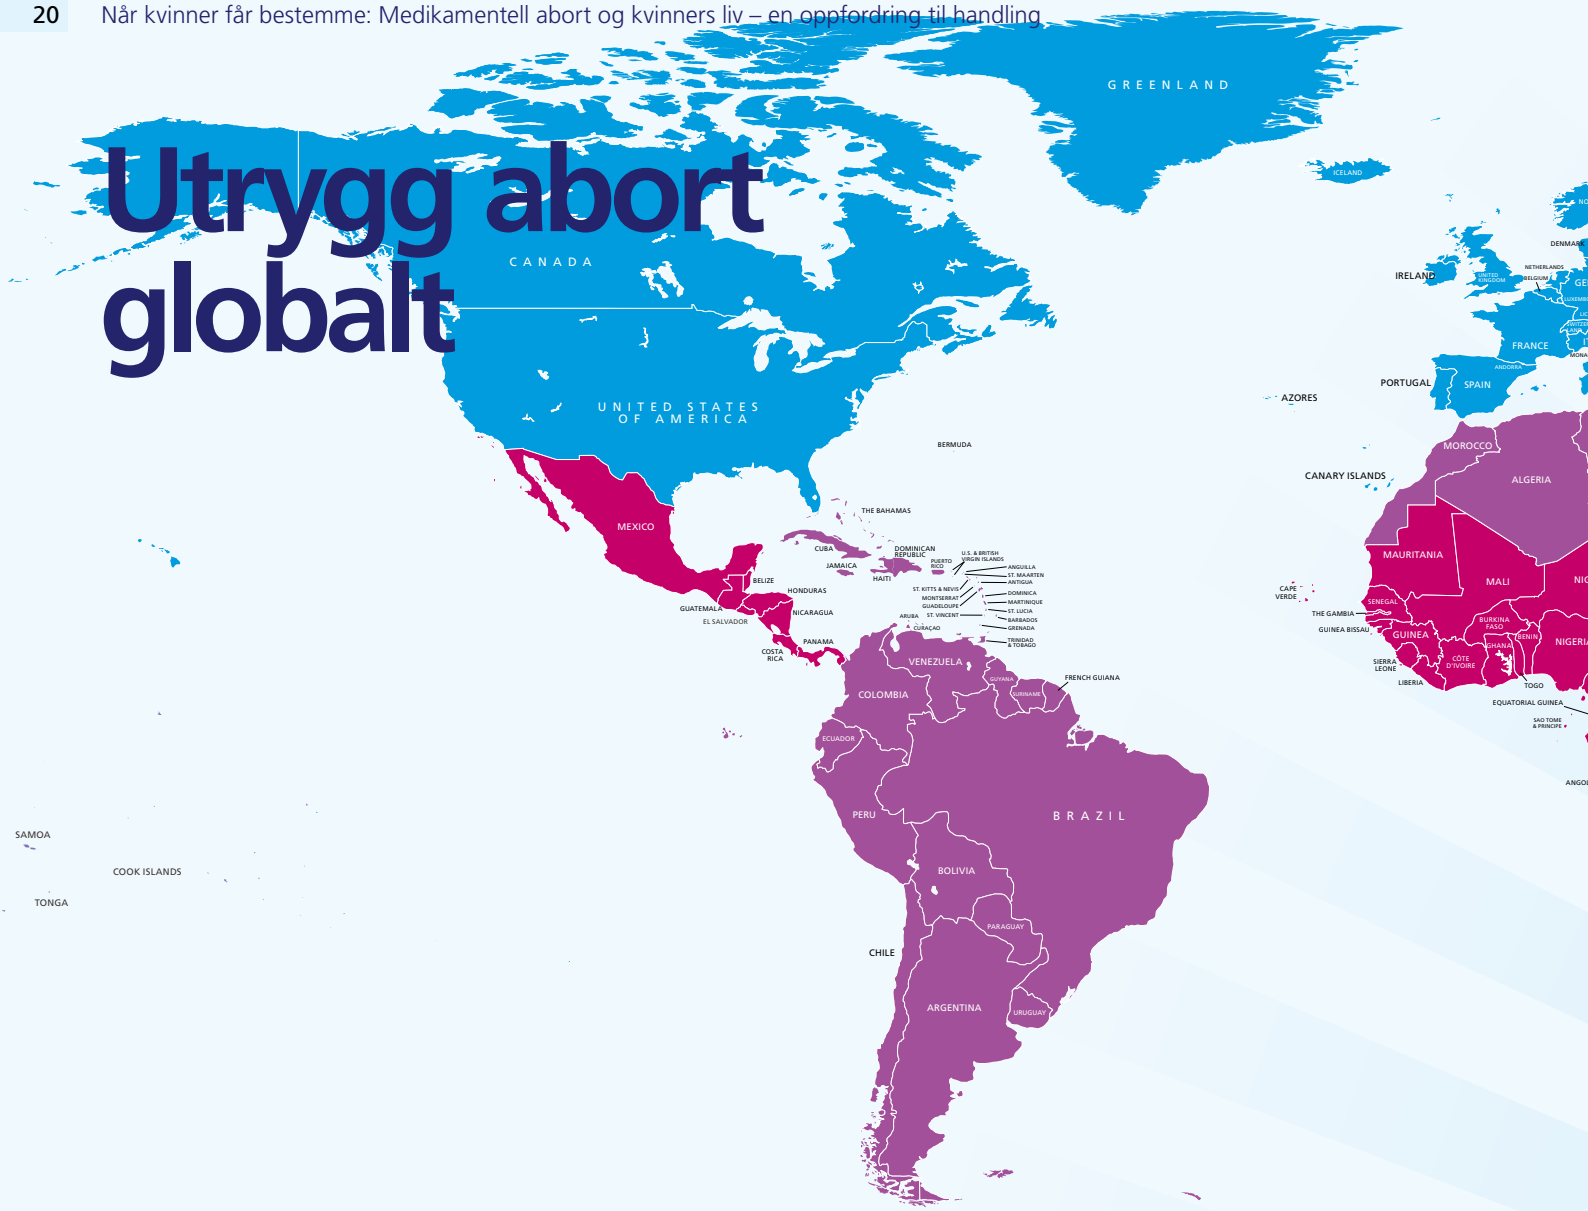 20
Når kvinner får bestemme: Medikamentell abort og kvinners liv – en oppfordring til handling
Utrygg abort
globalt
GREENLAND
ICELAND
CANADA
DENMARK
IRELAND
UNITED
KINGDOM
NETHERLANDS
BELGIUM
FRANCE
ANDORRA
PORTUGAL
SPAIN
UNITED STATES
OF AMERICA
AZORES
BERMUDA
MOROCCO
CANARY ISLANDS
ALGERIA
MEXICO
THE BAHAMAS
CUBA
DOMINICAN
REPUBLIC
JAMAICA
HAITI
PUERTO
RICO
U.S. & BRITISH
VIRGIN ISLANDS
ANGUILLA
ST. MAARTEN
ANTIGUA
ST. KITTS & NEVIS
MONTSERRAT
GUADELOUPE
DOMINICA
MARTINIQUE
ST. LUCIA
ST. VINCENT
BARBADOS
GRENADA
TRINIDAD
& TOBAGO
ARUBA
CURAÇAO
BELIZE
HONDURAS
GUATEMALA
NICARAGUA
EL SALVADOR
PANAMA
COSTA
RICA
MAURITANIA
MALI
CAPE
VERDE
SENEGAL
THE GAMBIA
GUINEA BISSAU
GUINEA
BURKINA
FASO
BENIN
GHANA
NIGERIA
SIERRA
LEONE
CÔTE
D'IVOIRE
LIBERIA
TOGO
EQUATORIAL GUINEA
SAO TOME
& PRINCIPE
VENEZUELA
GUYANA
SURINAME
FRENCH GUIANA
COLOMBIA
ECUADOR
PERU
BRAZIL
BOLIVIA
PARAGUAY
CHILE
ARGENTINA
URUGUAY
SAMOA
COOK ISLANDS
TONGA